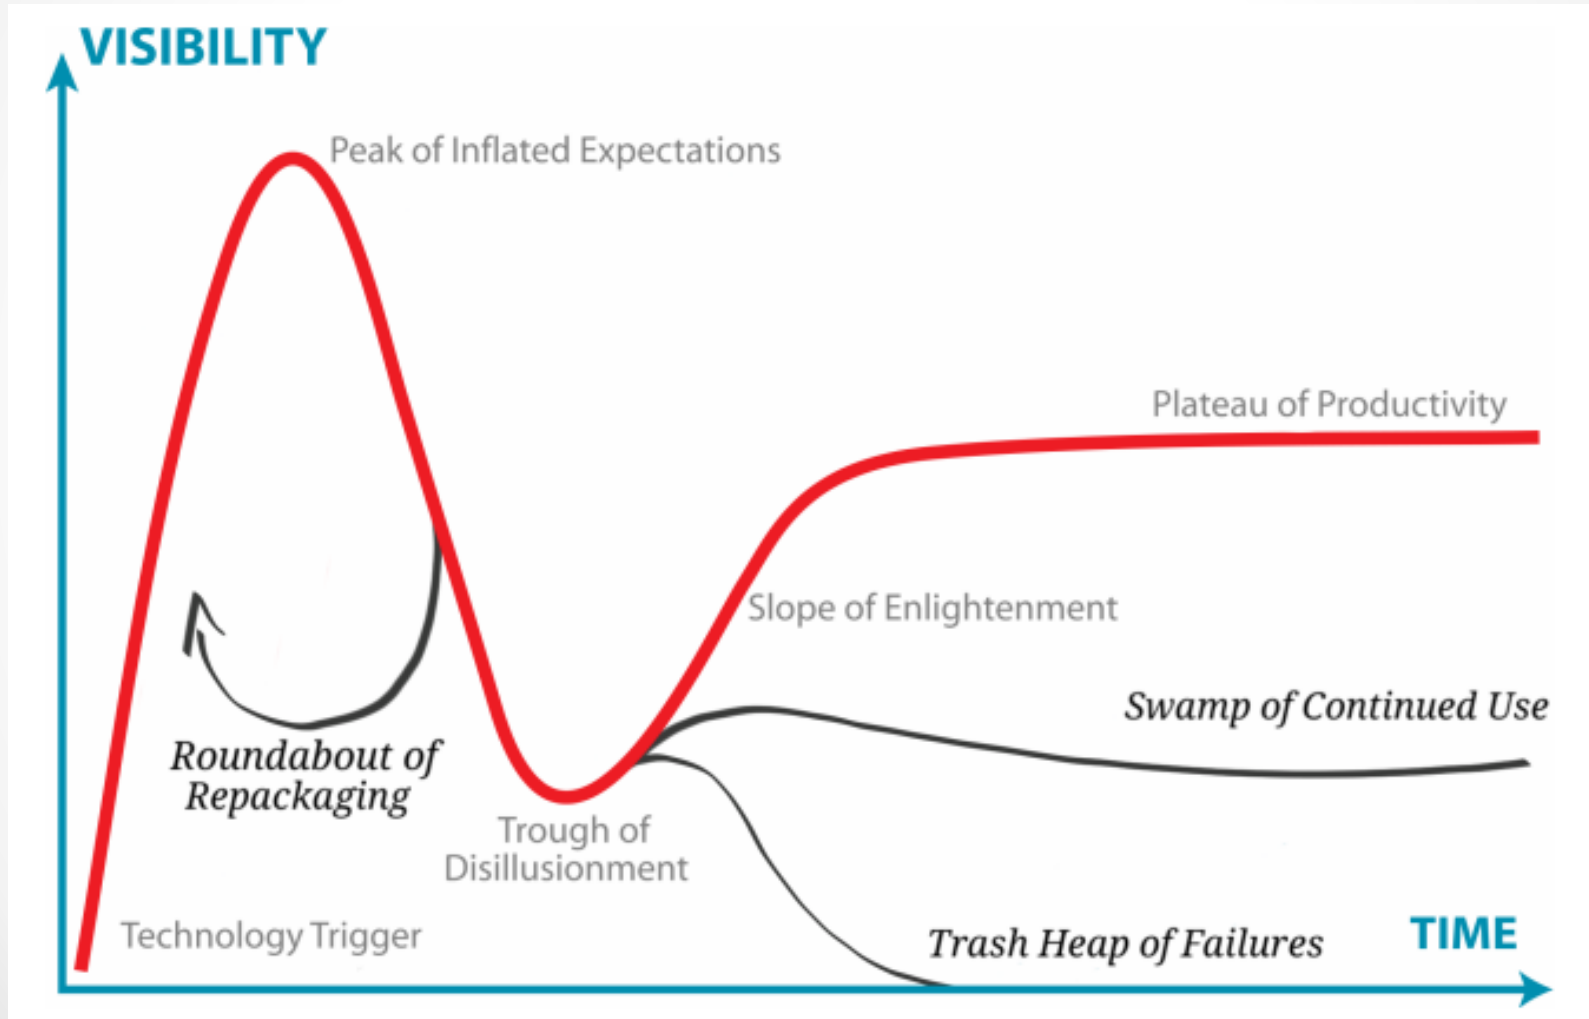 VISIBILITY
Peak of Inflated Expectations
Plateau of Productivity
Slope of Enlightenment
Swamp of Continued Use
Roundabout of
Repackaging
Trough of
Disillusionment
Technology Trigger
Trash Heap of Failures
TIME